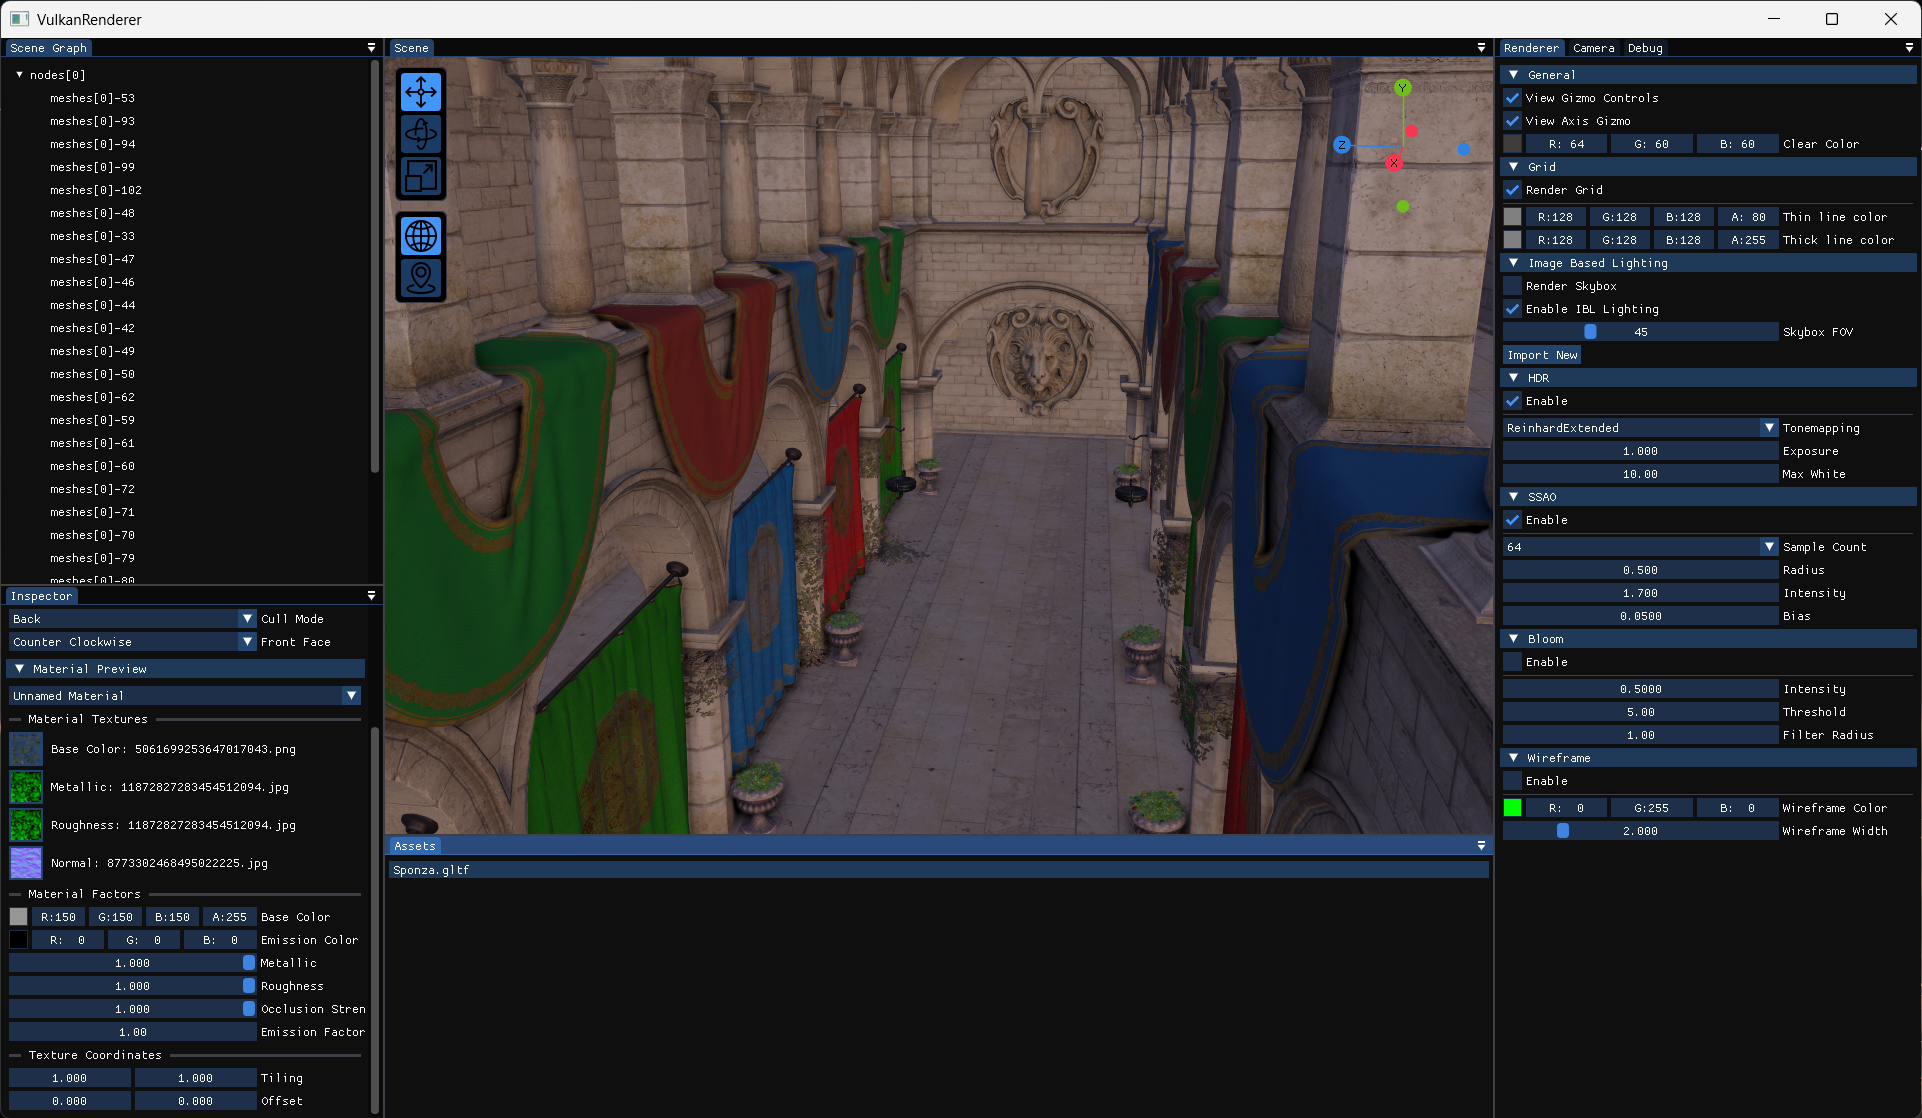 VulkanRenderer
Scene Graph
nodes[0]
meshes[0]-53
meshes[0]-93
meshes[0]-94
meshes[0]-99
meshes[0]-102
meshes[0]-48
meshes[0]-33
meshes[0]-47
meshes[0]-46
meshes[0]-44
meshes[0]-42
meshes[0]-49
meshes[0]-50
meshes[0]-62
meshes[0]-59
meshes[0]-61
meshes[0]-60
meshes[0]-72
meshes[0]-71
meshes[0]-70
meshes[0]-79
meshes[0]-80
Inspector
Back Cull Mode
Counter Clockwise Front Face
Material Preview
Unnamed Material
Material Textures
Base Color: 5061699253647017043.png
Metallic: 11872827283454512094.jpg
Roughness: 11872827283454512094.jpg
Normal: 8773302468495022225.jpg
Material Factors
R:150 G:150 B:150 A:255 Base Color
R: 0 G: 0 B: 0 Emission Color
1.000 Metallic
1.000 Roughness
1.000 Occlusion Stren
1.00 Emission Factor
Texture Coordinates
1.000 1.000 Tiling
0.000 0.000 Offset
Scene
Y
Z
X
Assets
Sponza.gltf
Renderer Camera Debug
General
View Gizmo Controls
View Axis Gizmo
R: 64 G: 60 B: 60 Clear Color
Grid
Render Grid
R:128 G:128 B:128 A: 80 Thin line color
R:128 G:128 B:128 A:255 Thick line color
Image Based Lighting
Render Skybox
Enable IBL Lighting
45 Skybox FOV
Import New
HDR
Enable
ReinhardExtended Tonemapping
1.000 Exposure
10.00 Max White
SSAO
Enable
64 Sample Count
0.500 Radius
1.700 Intensity
0.0500 Bias
Bloom
Enable
0.5000 Intensity
5.00 Threshold
1.00 Filter Radius
Wireframe
Enable
R: 0 G:255 B: 0 Wireframe Color
2.000 Wireframe Width